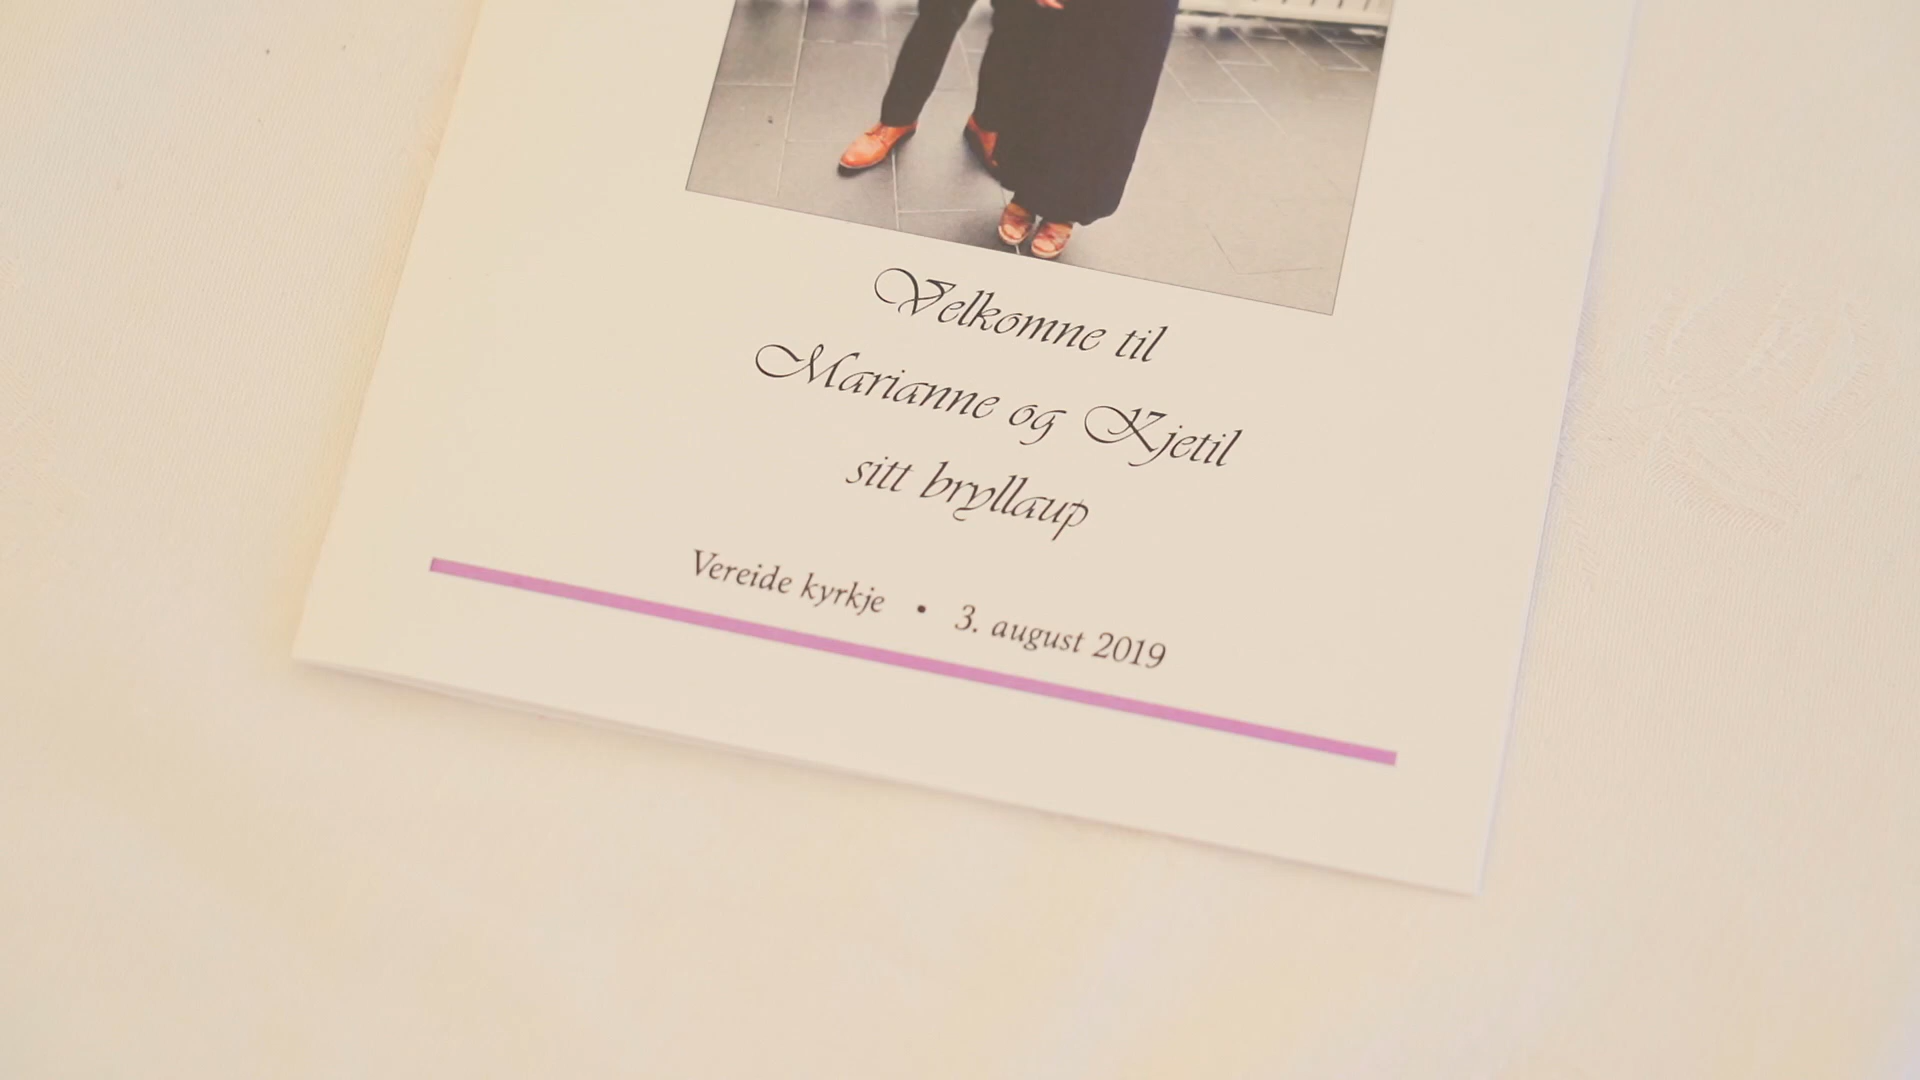 Velkomne til
Marianne og Kjetil
sitt bryllaup
Vereide kyrkje • 3. august 2019